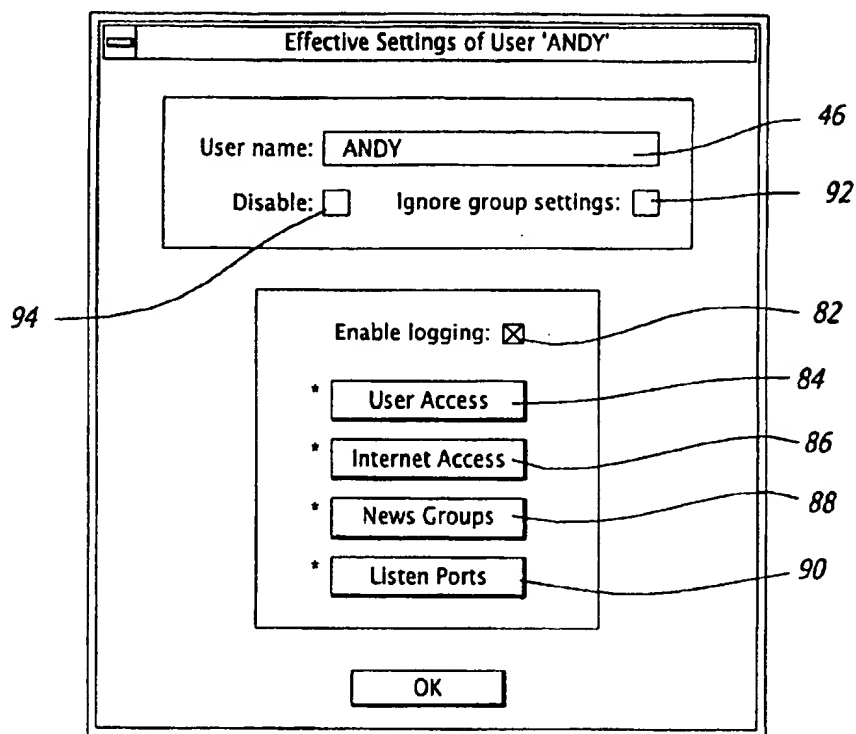 Effective Settings of User 'ANDY'
User name: ANDY
46
Disable: Ignore group settings:
92
94
Enable logging:
82
* User Access
84
* Internet Access
86
* News Groups
88
* Listen Ports
90
OK